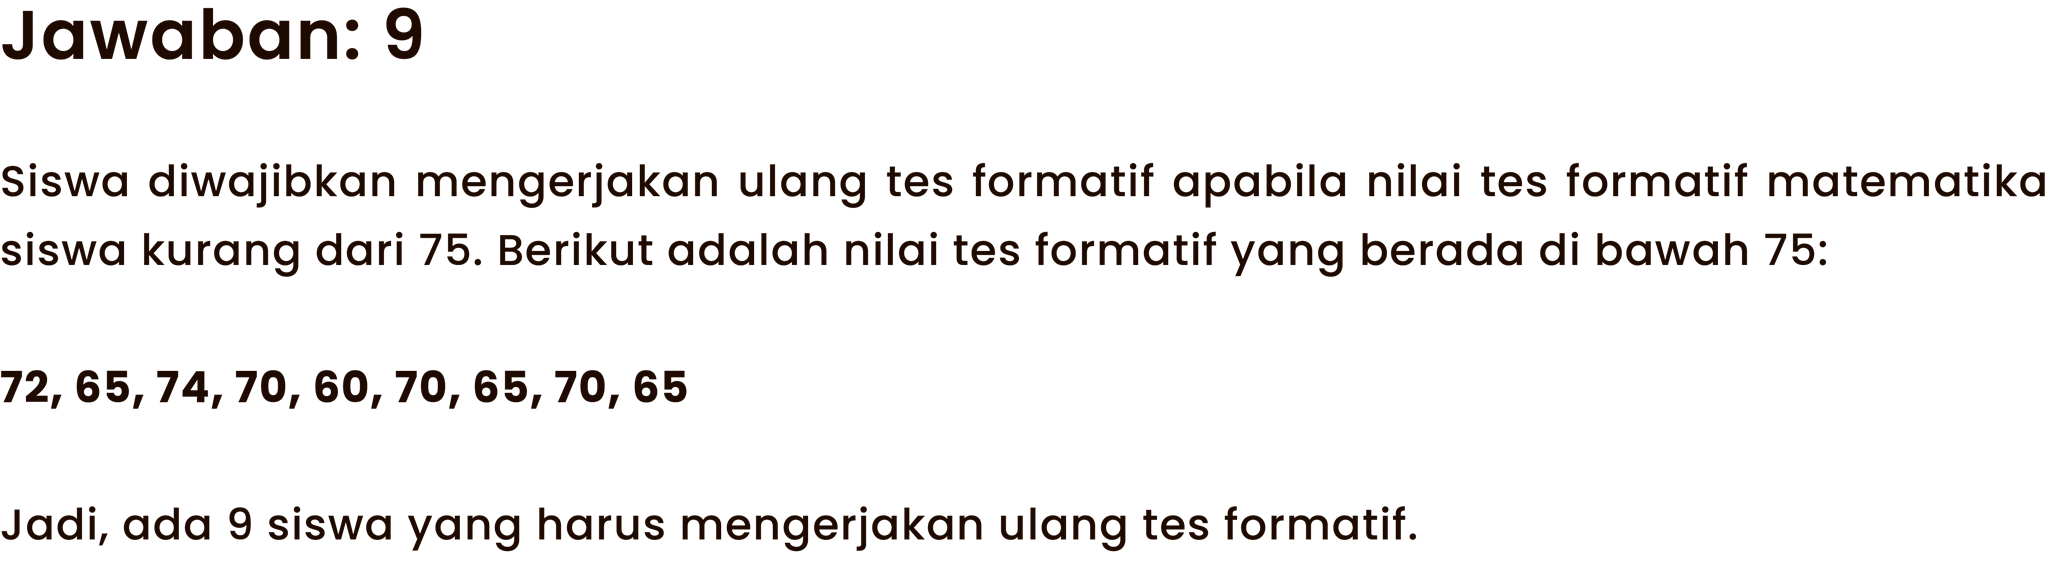 Jawaban: 9
Siswa diwajibkan mengerjakan ulang tes formatif apabila nilai tes formatif matematika
siswa kurang dari 75. Berikut adalah nilai tes formatif yang berada di bawah 75:
72, 65, 74, 70, 60, 70, 65, 70, 65
Jadi, ada 9 siswa yang harus mengerjakan ulang tes formatif.